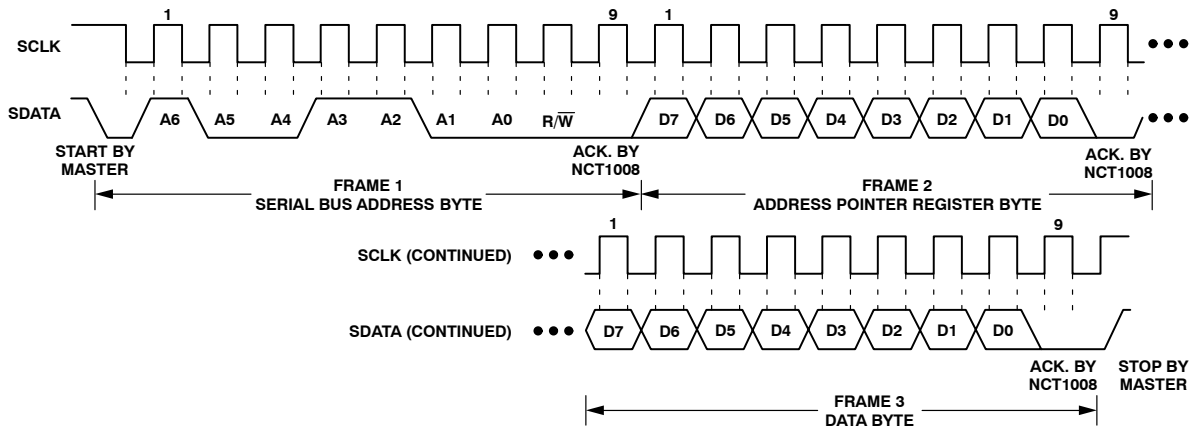 1 9 1 9
SCLK
SDATA A6 A5 A4 A3 A2 A1 A0 R/W̅ D7 D6 D5 D4 D3 D2 D1 D0
START BY MASTER
ACK. BY NCT1008
ACK. BY NCT1008
FRAME 1
SERIAL BUS ADDRESS BYTE
FRAME 2
ADDRESS POINTER REGISTER BYTE
1 9
SCLK (CONTINUED)
SDATA (CONTINUED) D7 D6 D5 D4 D3 D2 D1 D0
ACK. BY NCT1008
STOP BY MASTER
FRAME 3
DATA BYTE